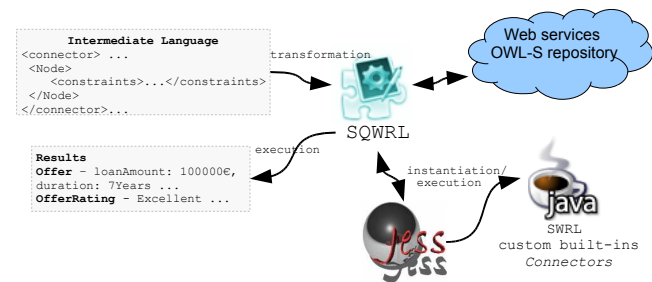 Intermediate Language
<connector> ...
<Node>
<constraints>...</constraints>
</Node>
</connector>...
transformation
Web services
OWL-S repository
SQWRL
execution
Results
Offer - loanAmount: 100000€,
duration: 7Years ...
OfferRating - Excellent ...
instantiation/
execution
Jess
java
SWRL
custom built-ins
Connectors